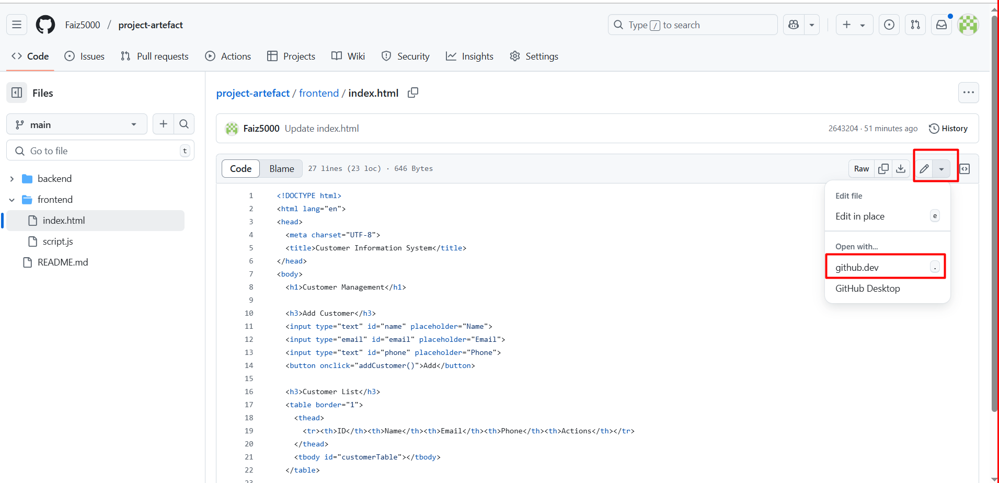 Faiz5000 / project-artefact
Type / to search
Code Issues Pull requests Actions Projects Wiki Security Insights Settings
Files
main
Go to file t
backend
frontend
index.html
script.js
README.md
project-artefact / frontend / index.html
Faiz5000 Update index.html 2643204 · 51 minutes ago History
Code Blame 27 lines (23 loc) · 646 Bytes Raw
Edit file
Edit in place e
Open with...
github.dev .
GitHub Desktop
1 <!DOCTYPE html>
2 <html lang="en">
3 <head>
4 <meta charset="UTF-8">
5 <title>Customer Information System</title>
6 </head>
7 <body>
8 <h1>Customer Management</h1>
9
10 <h3>Add Customer</h3>
11 <input type="text" id="name" placeholder="Name">
12 <input type="email" id="email" placeholder="Email">
13 <input type="text" id="phone" placeholder="Phone">
14 <button onclick="addCustomer()">Add</button>
15
16 <h3>Customer List</h3>
17 <table border="1">
18 <thead>
19 <tr><th>ID</th><th>Name</th><th>Email</th><th>Phone</th><th>Actions</th></tr>
20 </thead>
21 <tbody id="customerTable"></tbody>
22 </table>
23